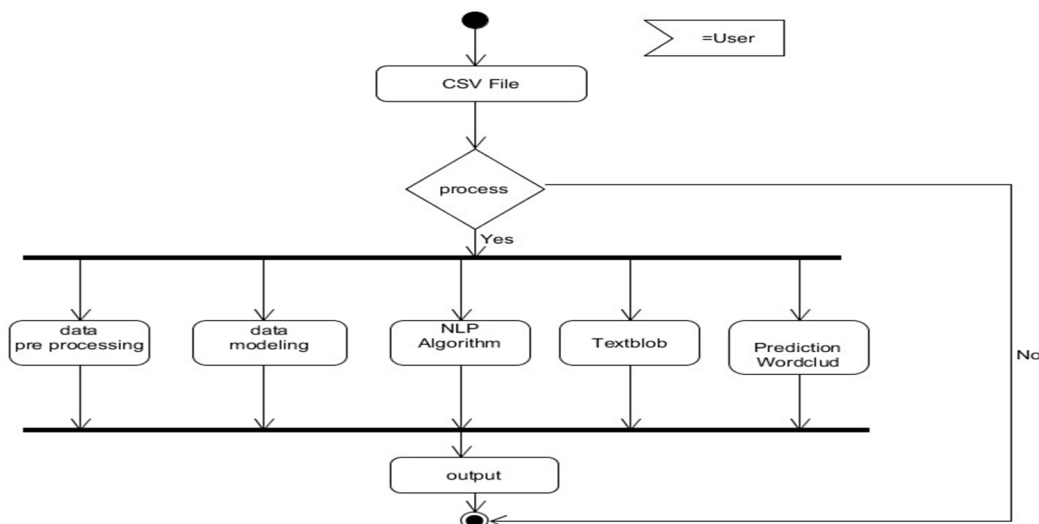 =User
CSV File
process
Yes
data
pre processing
data
modeling
NLP
Algorithm
Textblob
Prediction
Wordclud
No
output